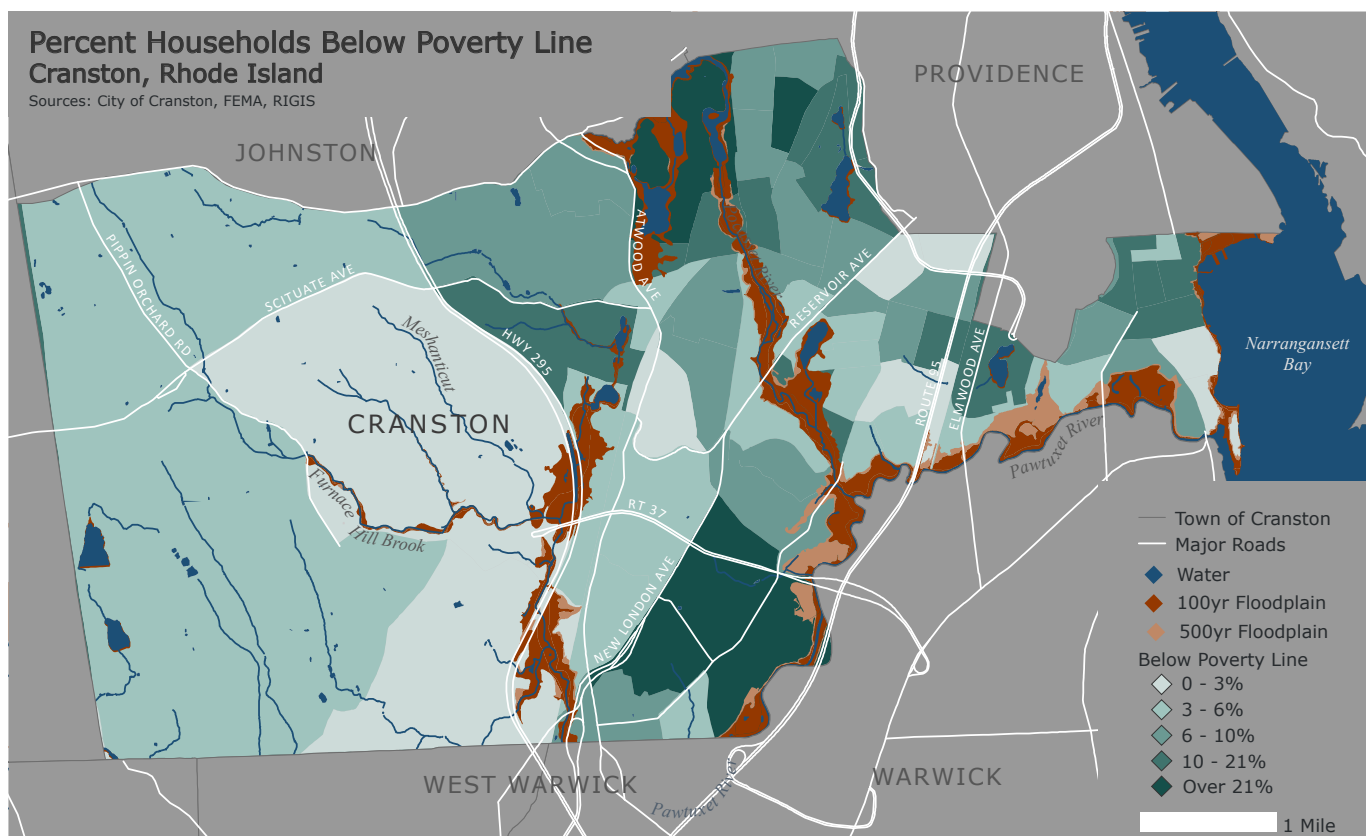 Percent Households Below Poverty Line
Cranston, Rhode Island
Sources: City of Cranston, FEMA, RIGIS
PROVIDENCE
JOHNSTON
ATWOOD AVE
PIPPIN ORCHARD RD
SCITUATE AVE
RESERVOIR AVE
River
Meshanticut
HWY 295
CRANSTON
ROUTE 95
ELMWOOD AVE
Narrangansett
Bay
Pawtuxet River
Furnace
Hill Brook
RT 37
NEW LONDON AVE
WEST WARWICK
WARWICK
Pawtuxet River
Town of Cranston
Major Roads
Water
100yr Floodplain
500yr Floodplain
Below Poverty Line
0 - 3%
3 - 6%
6 - 10%
10 - 21%
Over 21%
1 Mile